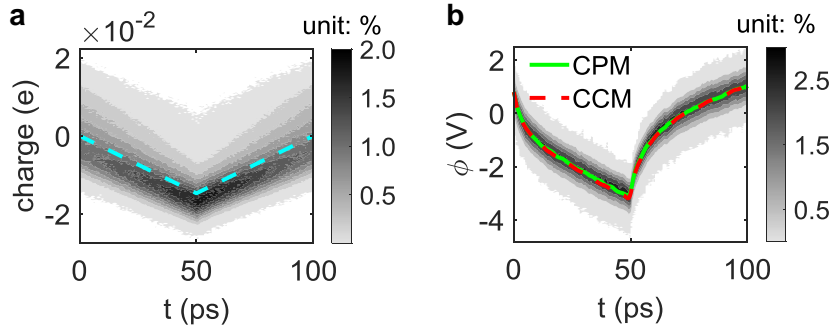 a
×10⁻² unit: %
2
0
-2
charge (e)
0 50 100
t (ps)
2.0
1.5
1.0
0.5
b
unit: %
2
0
-2
-4
ϕ (V)
CPM
CCM
0 50 100
t (ps)
2.5
1.5
0.5